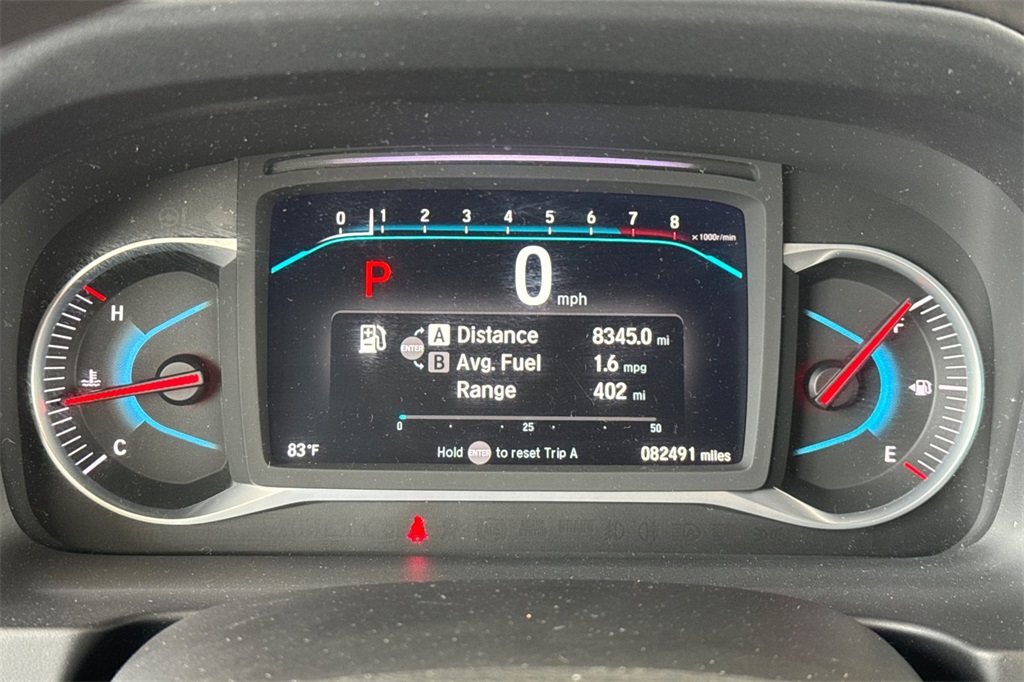 0 1 2 3 4 5 6 7 8
x1000r/min
P 0 mph
H
C
F
E
ENTER A Distance 8345.0 mi
B Avg. Fuel 1.6 mpg
Range 402 mi
0 25 50
83°F Hold ENTER to reset Trip A 082491 miles